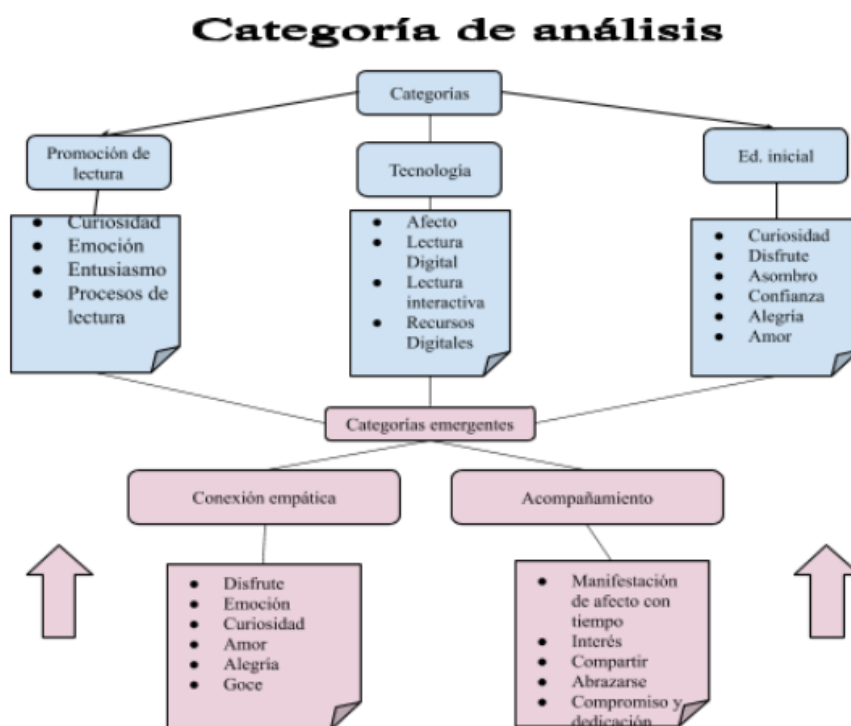 Categoría de análisis
Categorías
Promoción de
lectura
Tecnología
Ed. inicial
● Curiosidad
● Emoción
● Entusiasmo
● Procesos de
lectura
● Afecto
● Lectura
Digital
● Lectura
interactiva
● Recursos
Digitales
● Curiosidad
● Disfrute
● Asombro
● Confianza
● Alegría
● Amor
Categorías emergentes
Conexión empática
Acompañamiento
● Disfrute
● Emoción
● Curiosidad
● Amor
● Alegría
● Goce
● Manifestación
de afecto con
tiempo
● Interés
● Compartir
● Abrazarse
● Compromiso y
dedicación